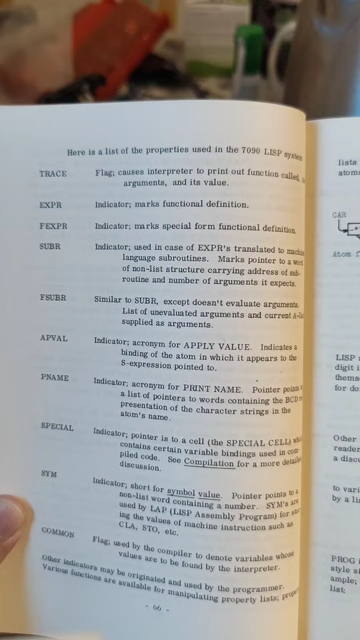 Here is a list of the properties used in the 7090 LISP system
TRACE Flag; causes interpreter to print out function called,
arguments, and its value.
EXPR Indicator; marks functional definition.
FEXPR Indicator; marks special form functional definition.
SUBR Indicator; used in case of EXPR's translated to machine
language subroutines. Marks pointer to a word
of non-list structure carrying address of sub-
routine and number of arguments it expects.
FSUBR Similar to SUBR, except doesn't evaluate arguments.
List of unevaluated arguments and current A-List
supplied as arguments.
APVAL Indicator; acronym for APPLY VALUE. Indicates a
binding of the atom in which it appears to the
S-expression pointed to.
PNAME Indicator; acronym for PRINT NAME. Pointer points
a list of pointers to words containing the BCD
presentation of the character strings in the
atom's name.
SPECIAL Indicator; pointer is to a cell (the SPECIAL CELL)
contains certain variable bindings used in com-
piled code. See Compilation for a more detailed
discussion.
SYM Indicator; short for symbol value. Pointer points to a
non-list word containing a number. SYM's are
used by LAP (LISP Assembly Program) for
ing the values of machine instruction such as
CLA, STO, etc.
COMMON Flag; used by the compiler to denote variables whose
values are to be found by the interpreter.
Other indicators may be originated and used by the programmer.
Various functions are available for manipulating property lists;
- 66 -
lists
atom
CAR
Atom f
LISP
digit i
thems
for do
Other
reader
a discu
to vari
by a li
PROG
style
ample;
list: